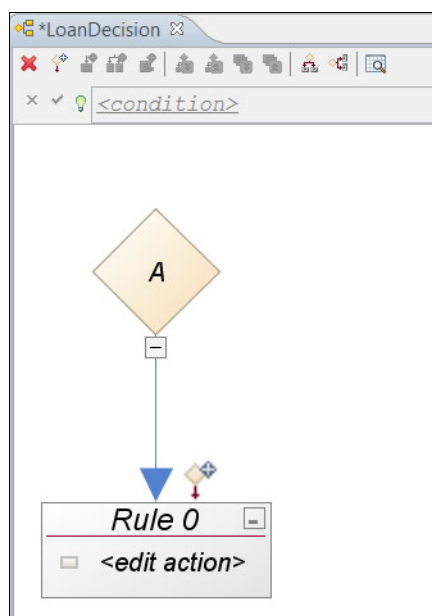 *LoanDecision
<condition>
A
Rule 0
<edit action>